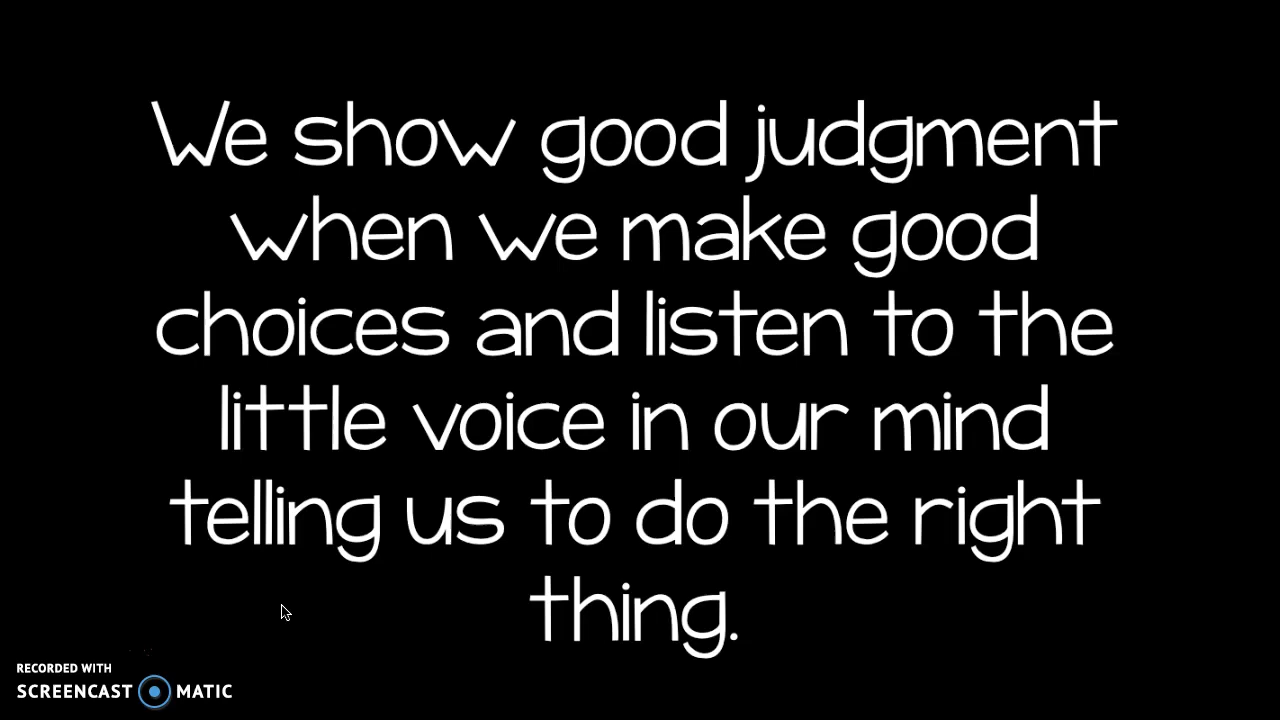 We show good judgment
when we make good
choices and listen to the
little voice in our mind
telling us to do the right
thing.
RECORDED WITH
SCREENCAST MATIC